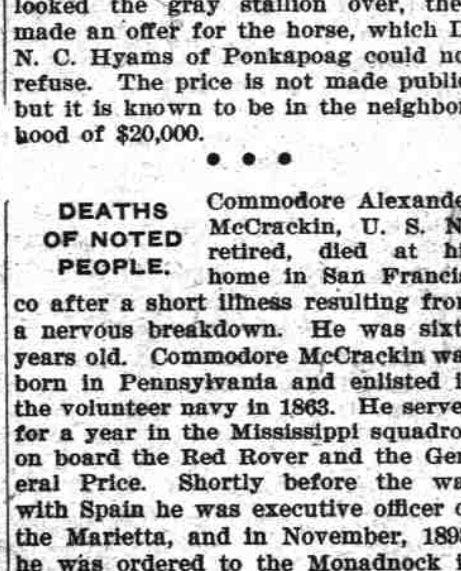 looked the gray stallion over, the
made an offer for the horse, which D
N. C. Hyams of Ponkapoag could no
refuse. The price is not made public
but it is known to be in the neighbor
hood of $20,000.
• • •
DEATHS
OF NOTED
PEOPLE.
Commodore Alexande
McCrackin, U. S. N
retired, died at hi
home in San Francis
co after a short illness resulting from
a nervous breakdown. He was sixt
years old. Commodore McCrackin wa
born in Pennsylvania and enlisted i
the volunteer navy in 1863. He serve
for a year in the Mississippi squadro
on board the Red Rover and the Gen
eral Price. Shortly before the wa
with Spain he was executive officer o
the Marietta, and in November, 189
he was ordered to the Monadnock i